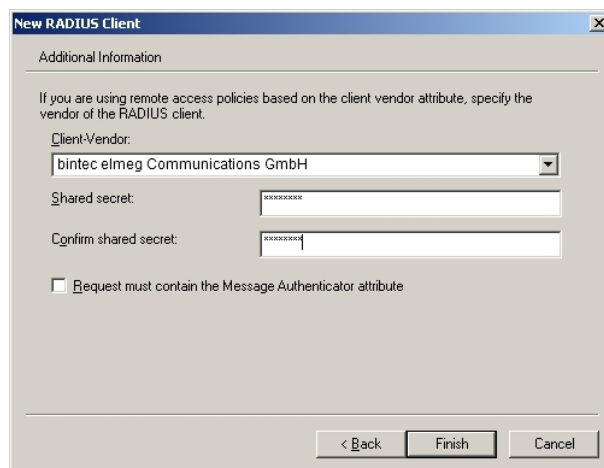 New RADIUS Client
Additional Information
If you are using remote access policies based on the client vendor attribute, specify the
vendor of the RADIUS client.
Client-Vendor:
bintec elmeg Communications GmbH
Shared secret:
********
Confirm shared secret:
********
Request must contain the Message Authenticator attribute
< Back
Finish
Cancel